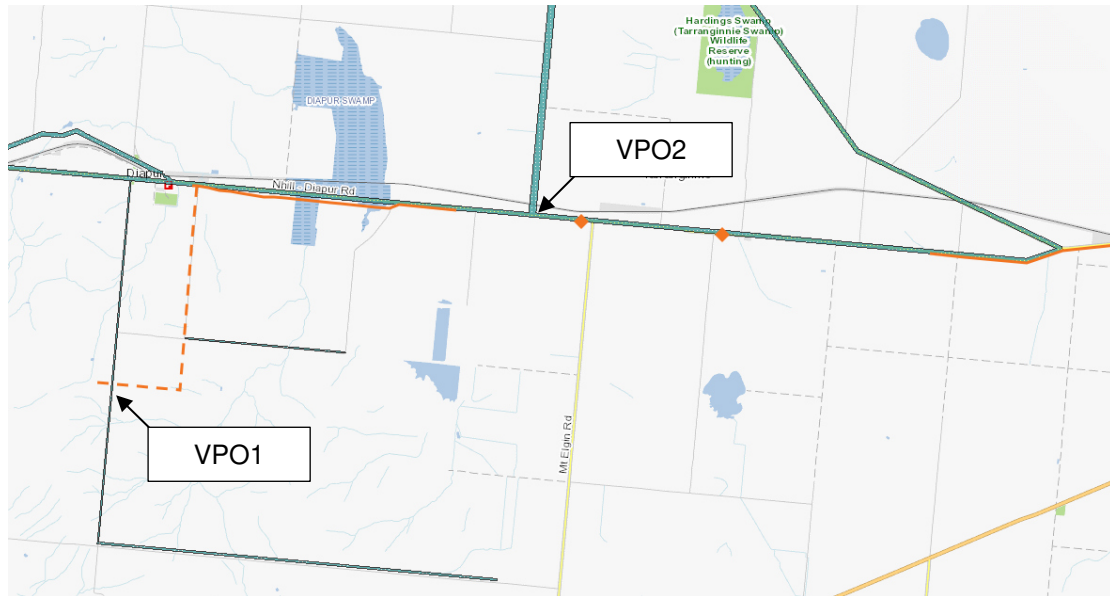 Hardings Swamp
(Tarranginnie Swamp)
Wildlife
Reserve
(hunting)
DIAPUR SWAMP
VPO2
Diapur
Nhill - Diapur Rd
Mt Elgin Rd
VPO1